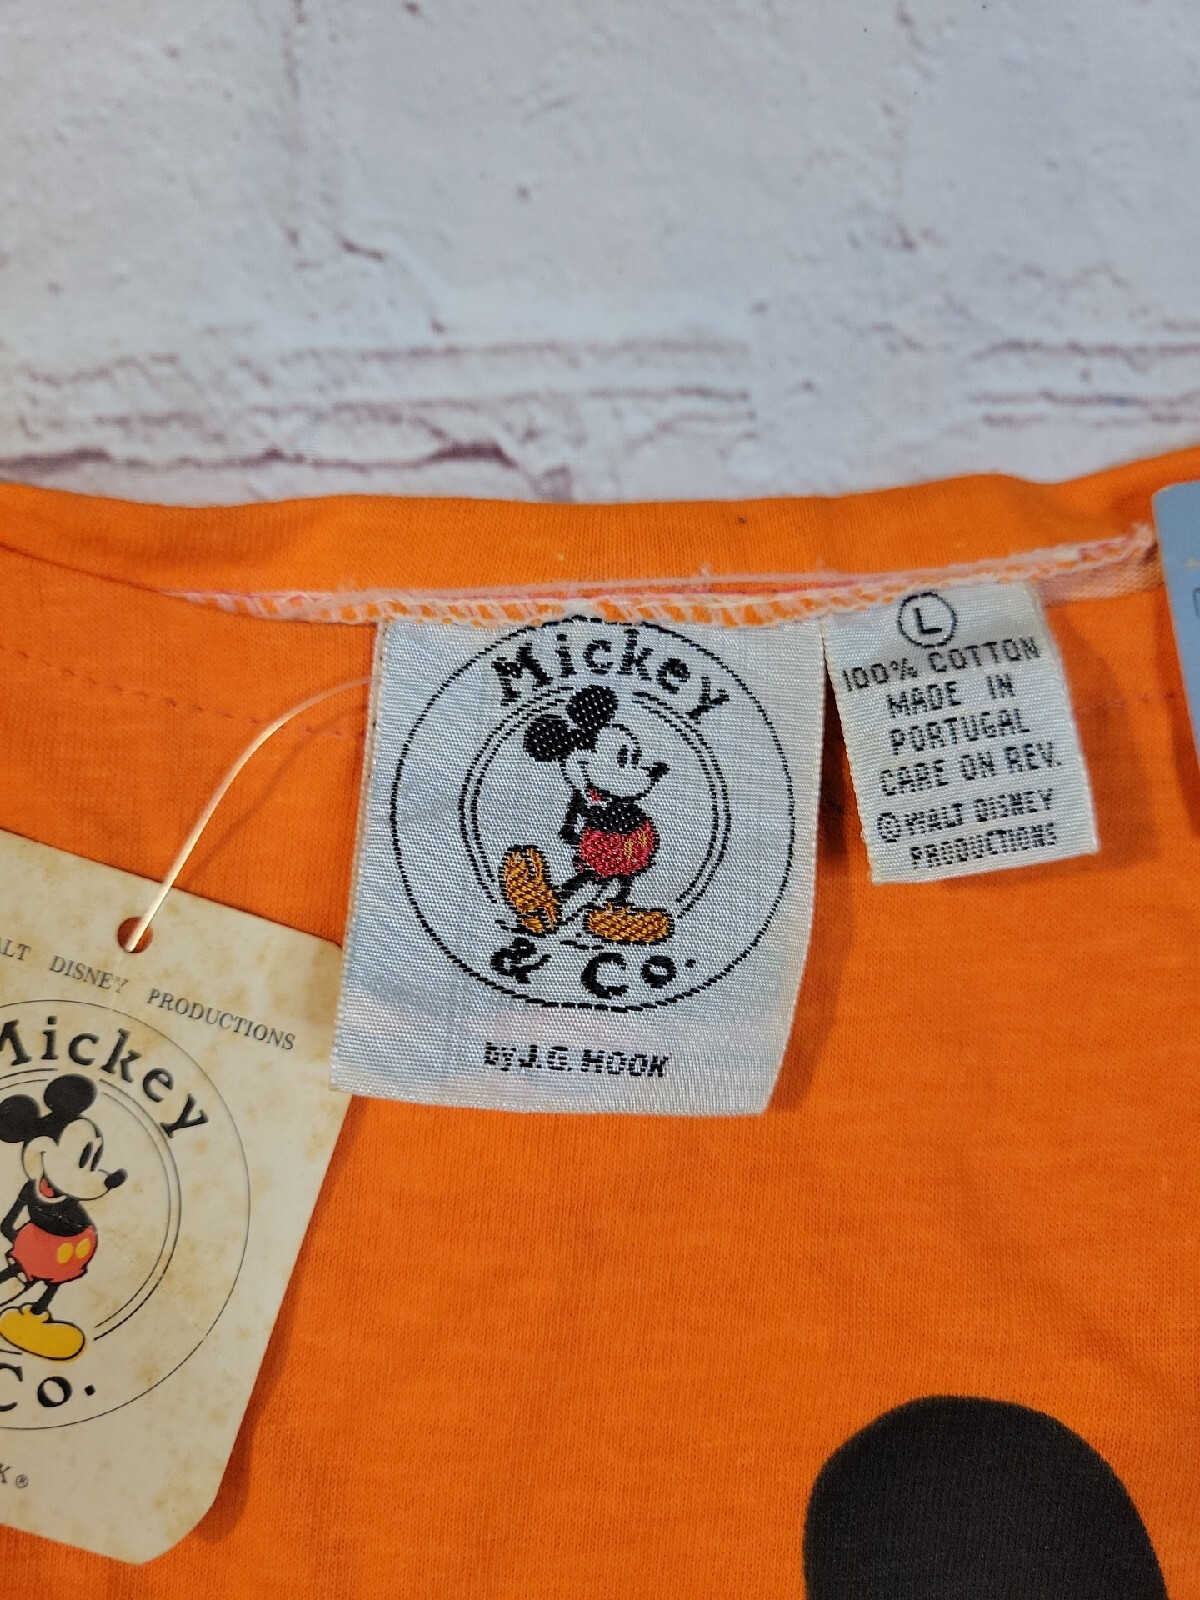 Mickey
& Co.
by J.G. HOOK
L
100% COTTON
MADE IN
PORTUGAL
CARE ON REV.
© WALT DISNEY
PRODUCTIONS
DISNEY PRODUCTIONS
Mickey
Co.